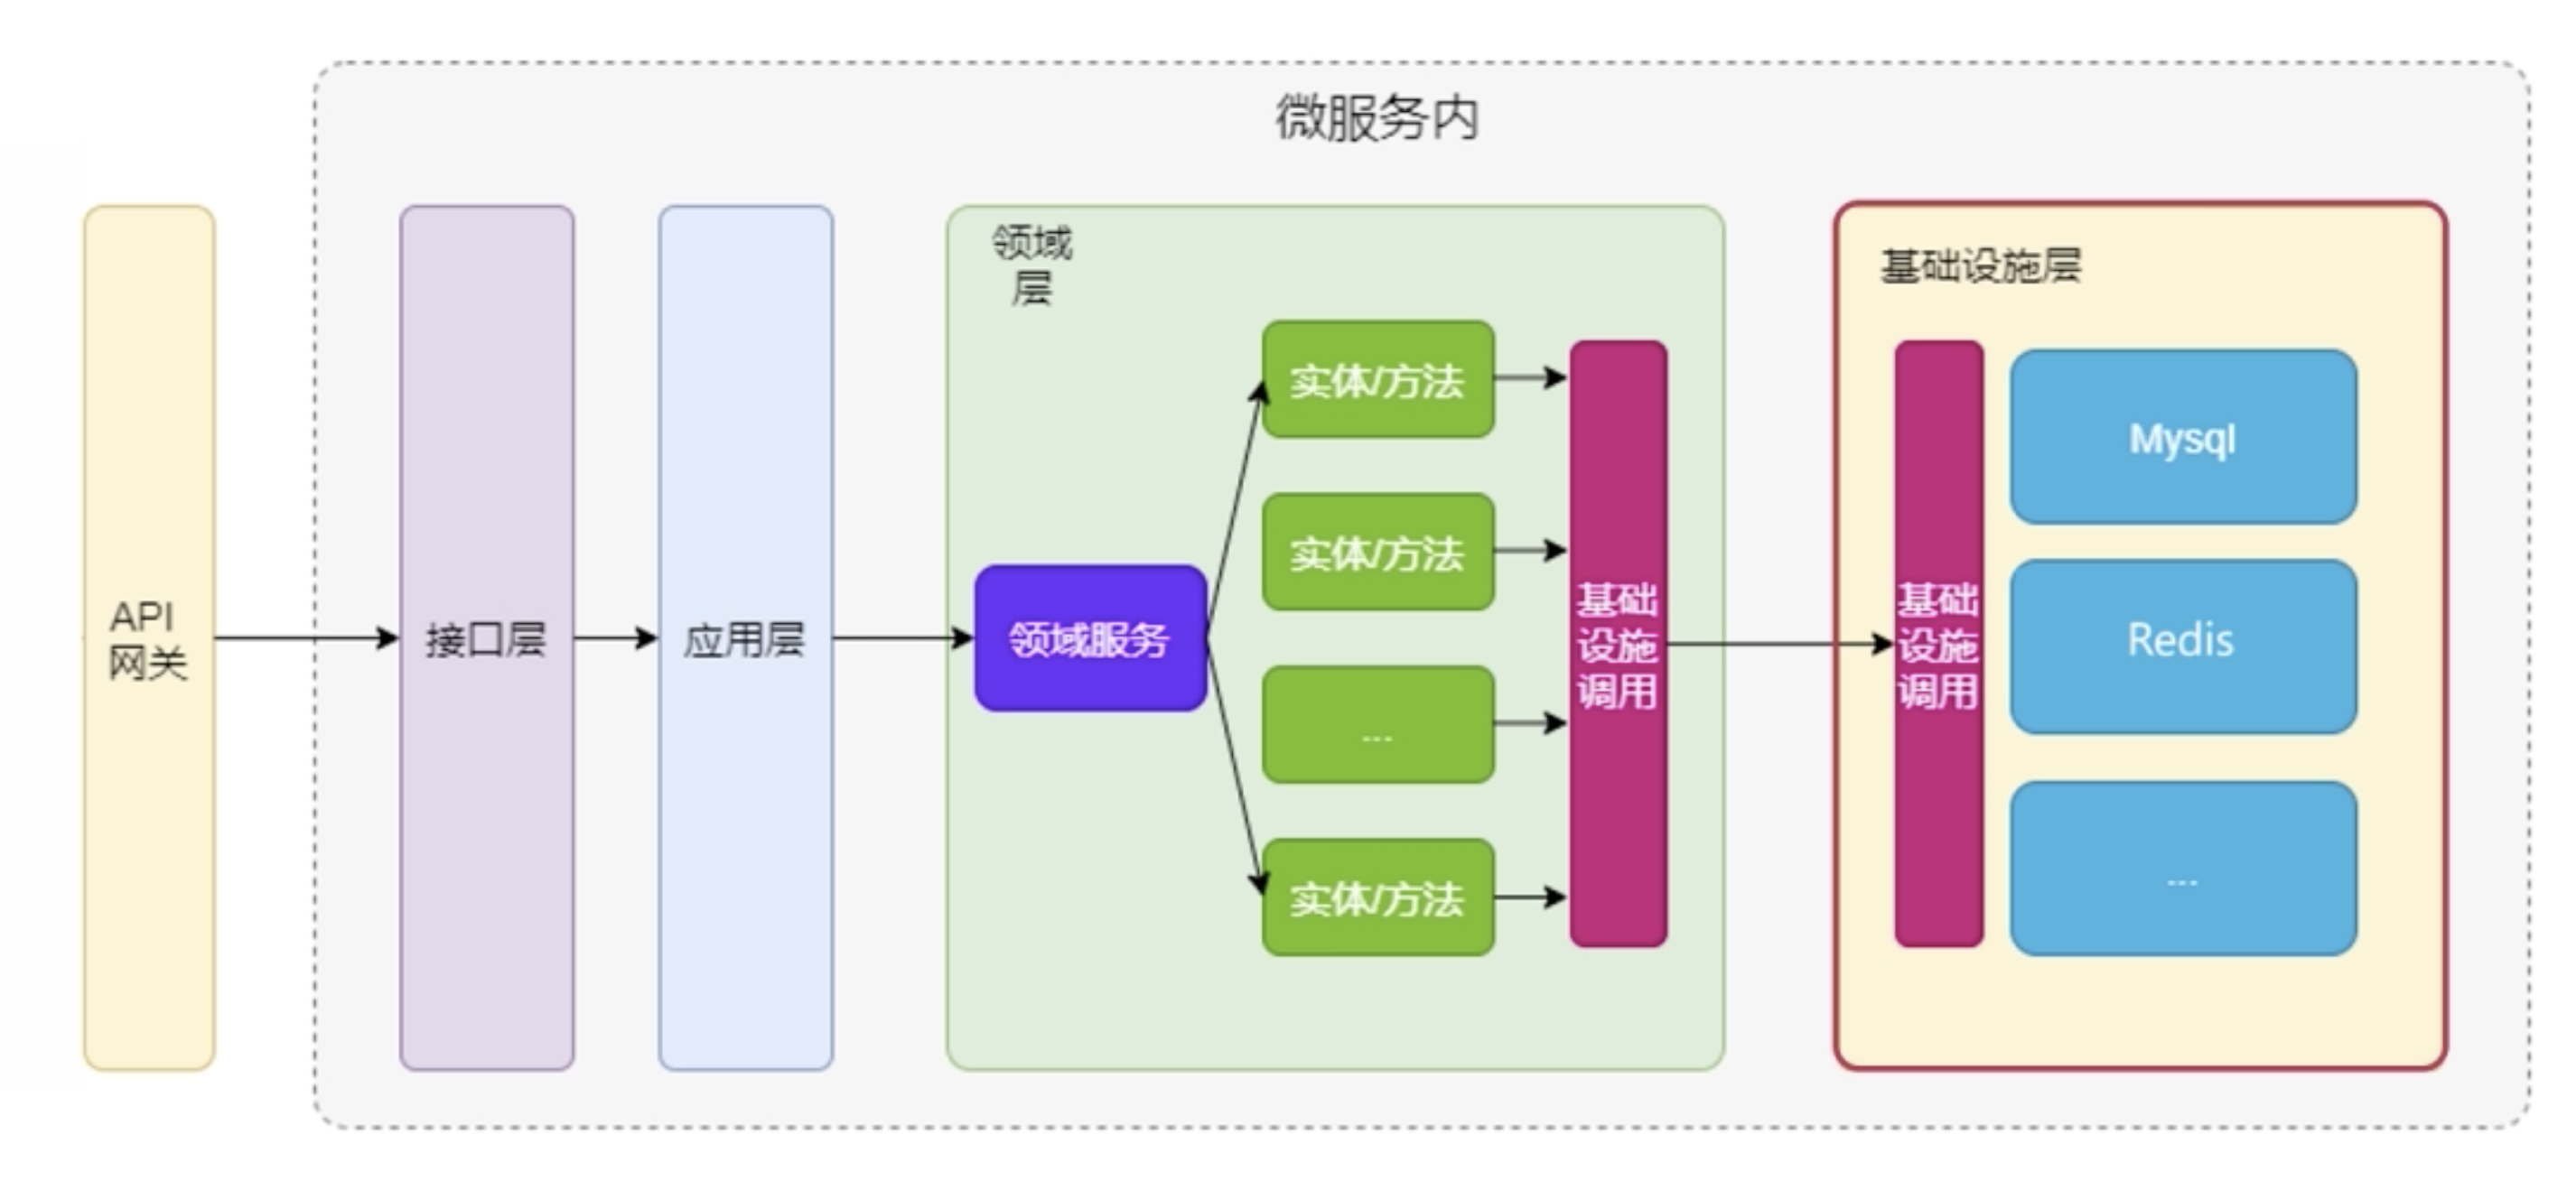 微服务内
API
网关
接口层
应用层
领域
层
领域服务
实体/方法
实体/方法
...
实体/方法
基础
设施
调用
基础设施层
基础
设施
调用
Mysql
Redis
...